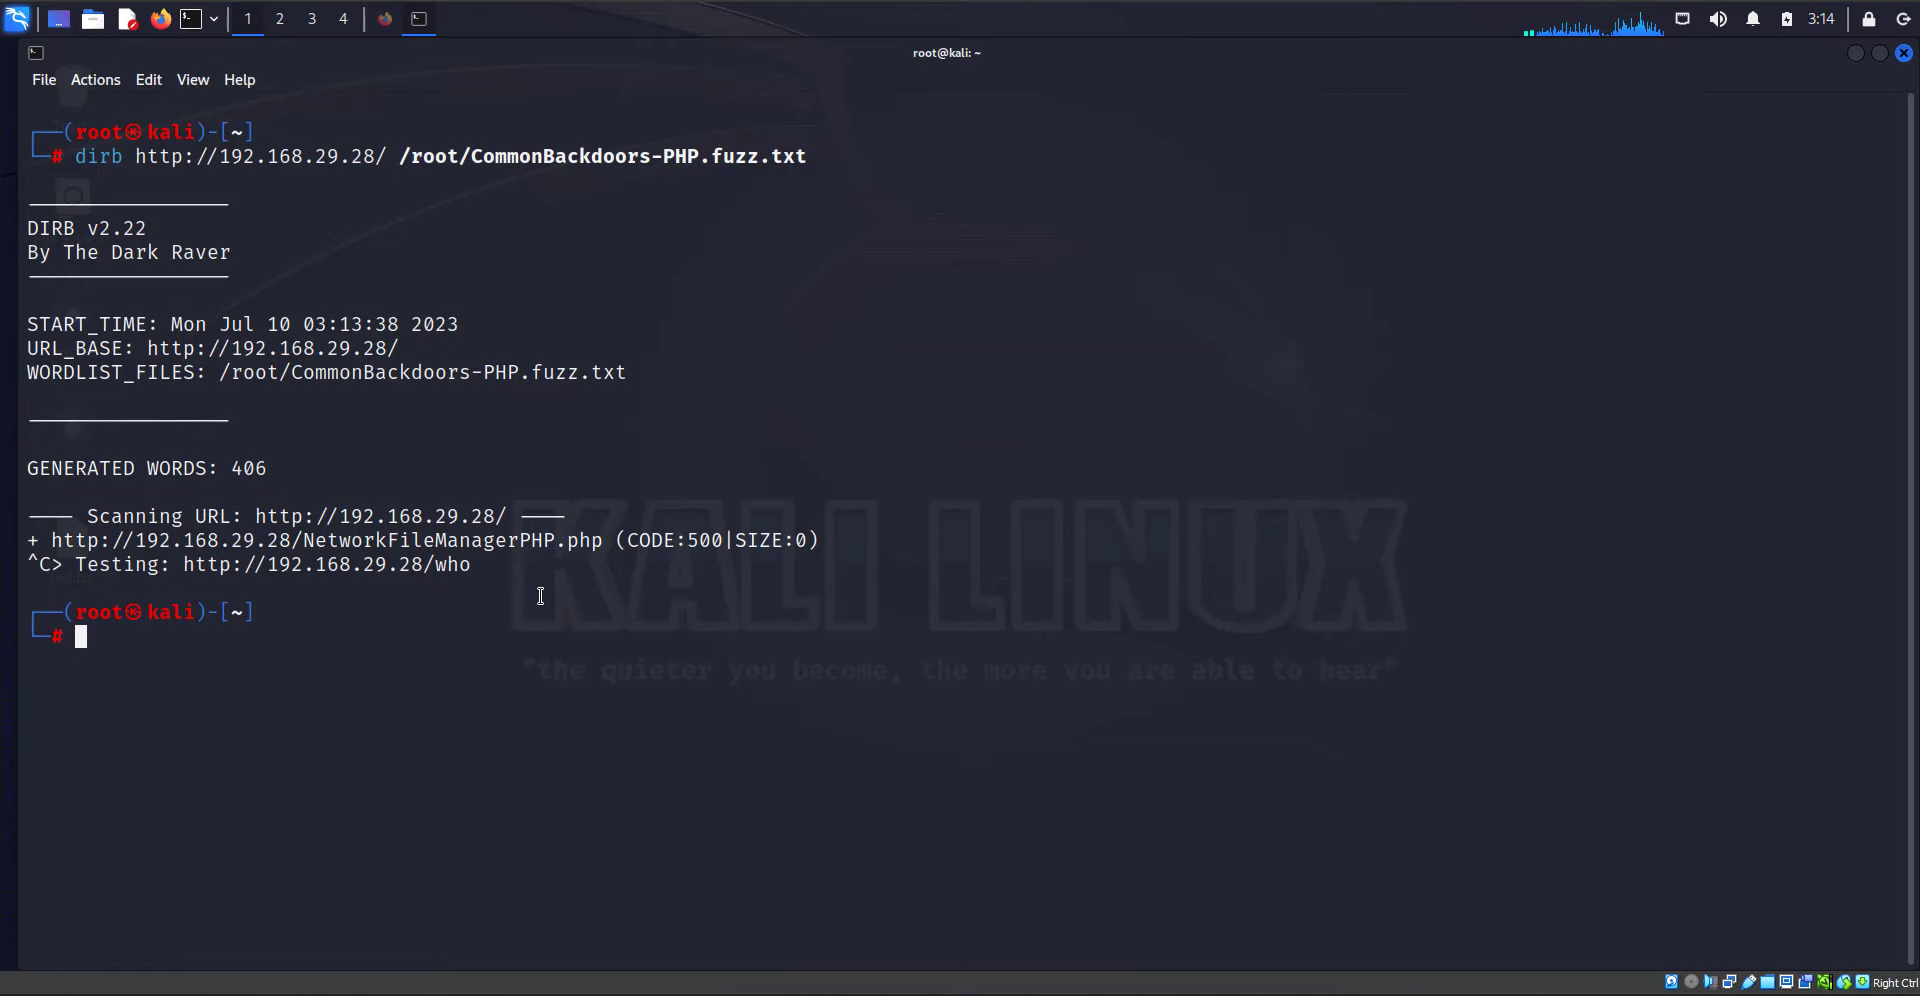 1 2 3 4 3:14
root@kali: ~
File Actions Edit View Help
┌──(root㉿kali)-[~]
└─# dirb http://192.168.29.28/ /root/CommonBackdoors-PHP.fuzz.txt
DIRB v2.22
By The Dark Raver
START_TIME: Mon Jul 10 03:13:38 2023
URL_BASE: http://192.168.29.28/
WORDLIST_FILES: /root/CommonBackdoors-PHP.fuzz.txt
GENERATED WORDS: 406
---- Scanning URL: http://192.168.29.28/ ----
+ http://192.168.29.28/NetworkFileManagerPHP.php (CODE:500|SIZE:0)
^C> Testing: http://192.168.29.28/who
┌──(root㉿kali)-[~]
└─#
KALI LINUX
"the quieter you become, the more you are able to hear"
Right Ctrl